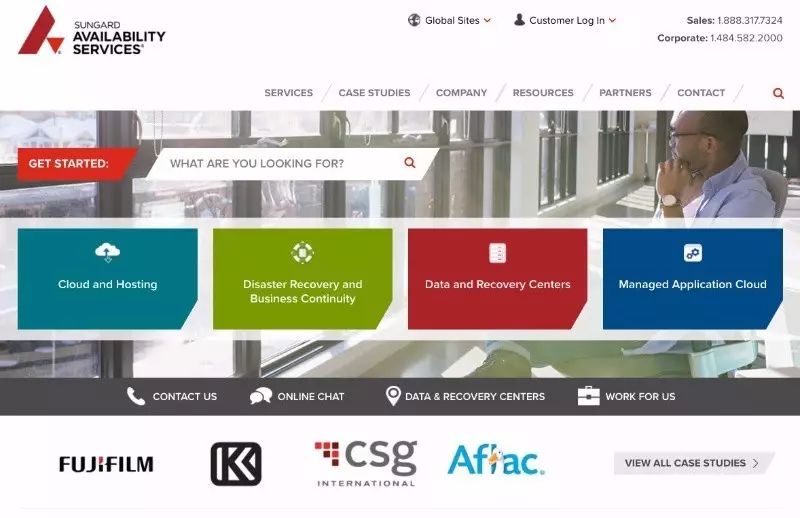 SUNGARD
AVAILABILITY
SERVICES®
Global Sites
Customer Log In
Sales: 1.888.317.7324
Corporate: 1.484.582.2000
SERVICES
CASE STUDIES
COMPANY
RESOURCES
PARTNERS
CONTACT
GET STARTED:
WHAT ARE YOU LOOKING FOR?
Cloud and Hosting
Disaster Recovery and
Business Continuity
Data and Recovery Centers
Managed Application Cloud
CONTACT US
ONLINE CHAT
DATA & RECOVERY CENTERS
WORK FOR US
FUJIFILM
K
csg
INTERNATIONAL
Aflac
VIEW ALL CASE STUDIES